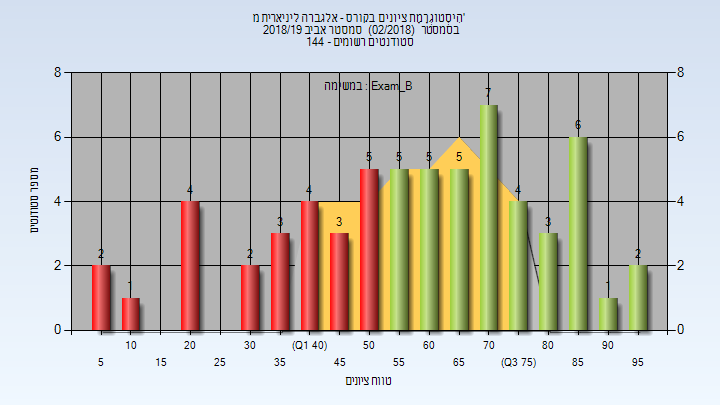 היסטוגרמת ציונים בקורס - אלגברה ליניארית מ'
בסמסטר (02/2018) סמסטר אביב 2018/19
סטודנטים רשומים - 144
במשימה : Exam_B
מספר סטודנטים
8 8
6 6
4 4
2 2
0 0
2 1 4 2 3 4 3 5 5 5 5 7 4 3 6 1 2
10 20 30 (Q1 40) 50 60 70 80 90
5 15 25 35 45 55 65 (Q3 75) 85 95
טווח ציונים